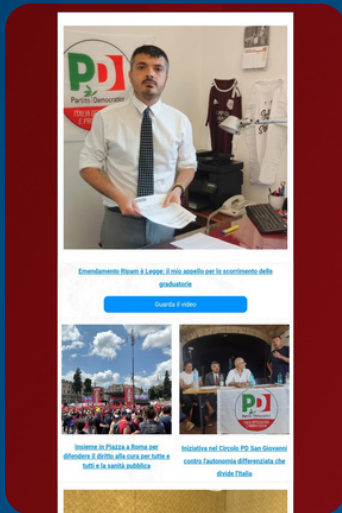 PD
Partito Democratico
Emendamento Ripam è Legge: il mio appello per lo scorrimento delle
graduatorie
Guarda il video
PD
Partito Democratico
Insieme in Piazza a Roma per
difendere il diritto alla cura per tutte e
tutti e la sanità pubblica
Iniziativa nel Circolo PD San Giovanni
contro l'autonomia differenziata che
divide l'Italia